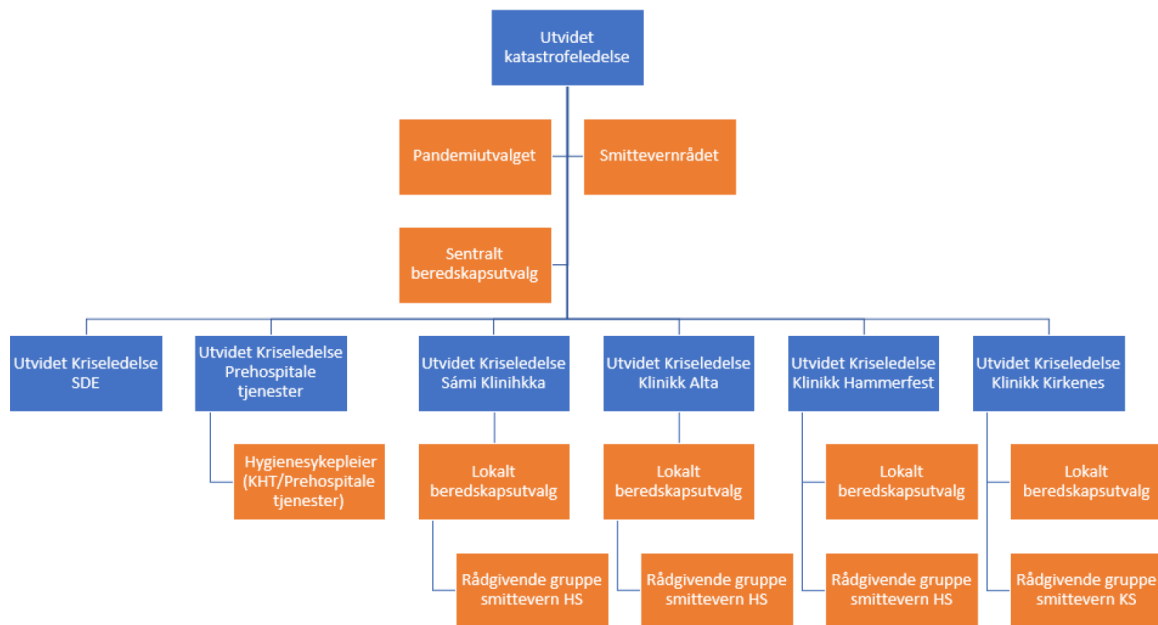 Utvidet
katastrofeledelse
Pandemiutvalget
Smittevernrådet
Sentralt
beredskapsutvalg
Utvidet Kriseledelse
SDE
Utvidet Kriseledelse
Prehospitale
tjenester
Utvidet Kriseledelse
Sámi Klinihkka
Utvidet Kriseledelse
Klinikk Alta
Utvidet Kriseledelse
Klinikk Hammerfest
Utvidet Kriseledelse
Klinikk Kirkenes
Hygienesykepleier
(KHT/Prehospitale
tjenester)
Lokalt
beredskapsutvalg
Lokalt
beredskapsutvalg
Lokalt
beredskapsutvalg
Lokalt
beredskapsutvalg
Rådgivende gruppe
smittevern HS
Rådgivende gruppe
smittevern HS
Rådgivende gruppe
smittevern HS
Rådgivende gruppe
smittevern KS